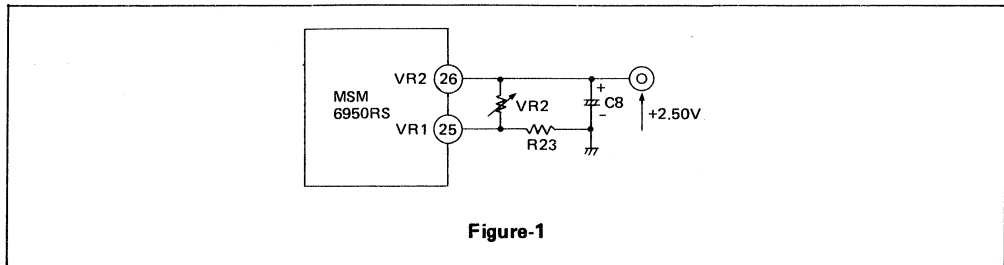 VR2 26
MSM
6950RS
VR1 25
VR2
R23
+
C8
−
+2.50V
Figure-1